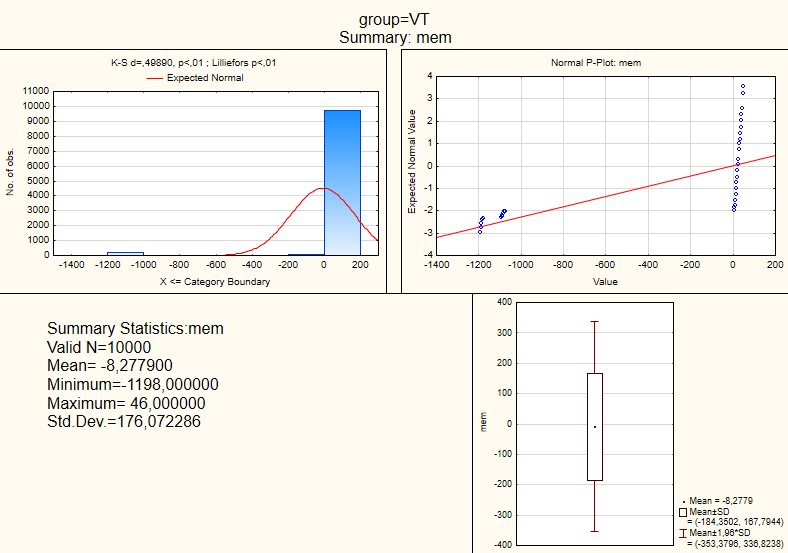 group=VT
Summary: mem
K-S d=,49890, p<,01 ; Lilliefors p<,01
Expected Normal
11000
10000
9000
8000
7000
6000
5000
4000
3000
2000
1000
0
No. of obs.
-1400 -1200 -1000 -800 -600 -400 -200 0 200
X <= Category Boundary
Normal P-Plot: mem
4
3
2
1
0
-1
-2
-3
-4
Expected Normal Value
-1400 -1200 -1000 -800 -600 -400 -200 0 200
Value
Summary Statistics:mem
Valid N=10000
Mean= -8,277900
Minimum=-1198,000000
Maximum= 46,000000
Std.Dev.=176,072286
400
300
200
100
0
-100
-200
-300
-400
mem
Mean = -8,2779
Mean±SD
= (-184,3502, 167,7944)
Mean±1,96*SD
= (-353,3796, 336,8238)